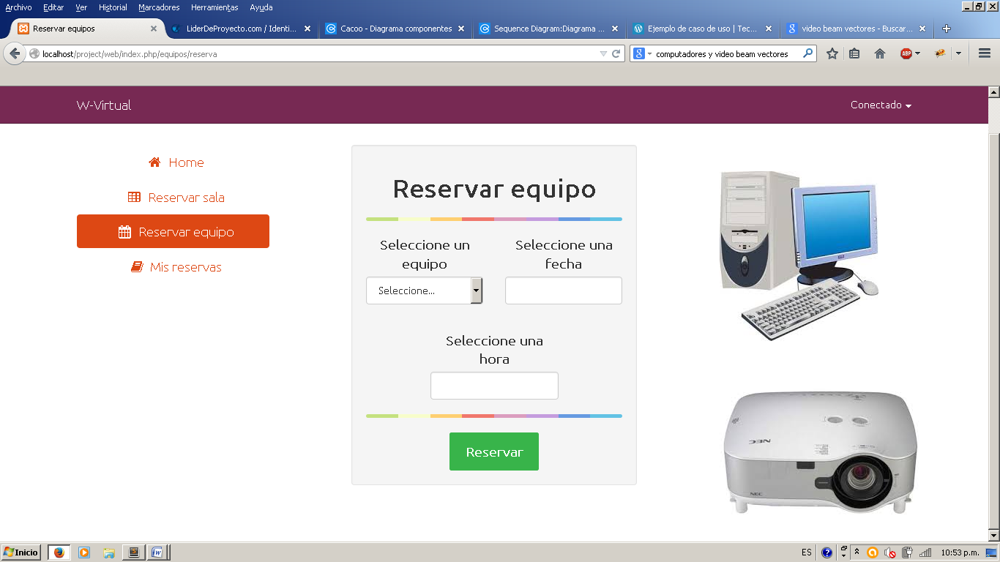 Archivo Editar Ver Historial Marcadores Herramientas Ayuda
Reservar equipos
LiderDeProyecto.com / Identi...
Cacoo - Diagrama componentes
Sequence Diagram:Diagrama ...
Ejemplo de caso de uso | Tec...
video beam vectores - Buscar...
localhost/project/web/index.php/equipos/reserva
computadores y video beam vectores
ABP
W-Virtual
Conectado
Home
Reservar sala
Reservar equipo
Mis reservas
Reservar equipo
Seleccione un
equipo
Seleccione una
fecha
Seleccione...
Seleccione una
hora
Reservar
NEC
NEC
Inicio
ES
10:53 p.m.